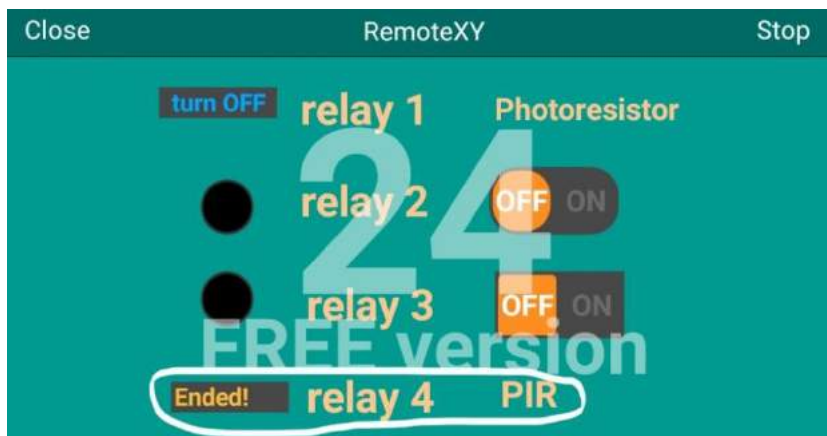 Close RemoteXY Stop
turn OFF relay 1 Photoresistor
24
relay 2 OFF ON
relay 3 OFF ON
FREE version
Ended! relay 4 PIR